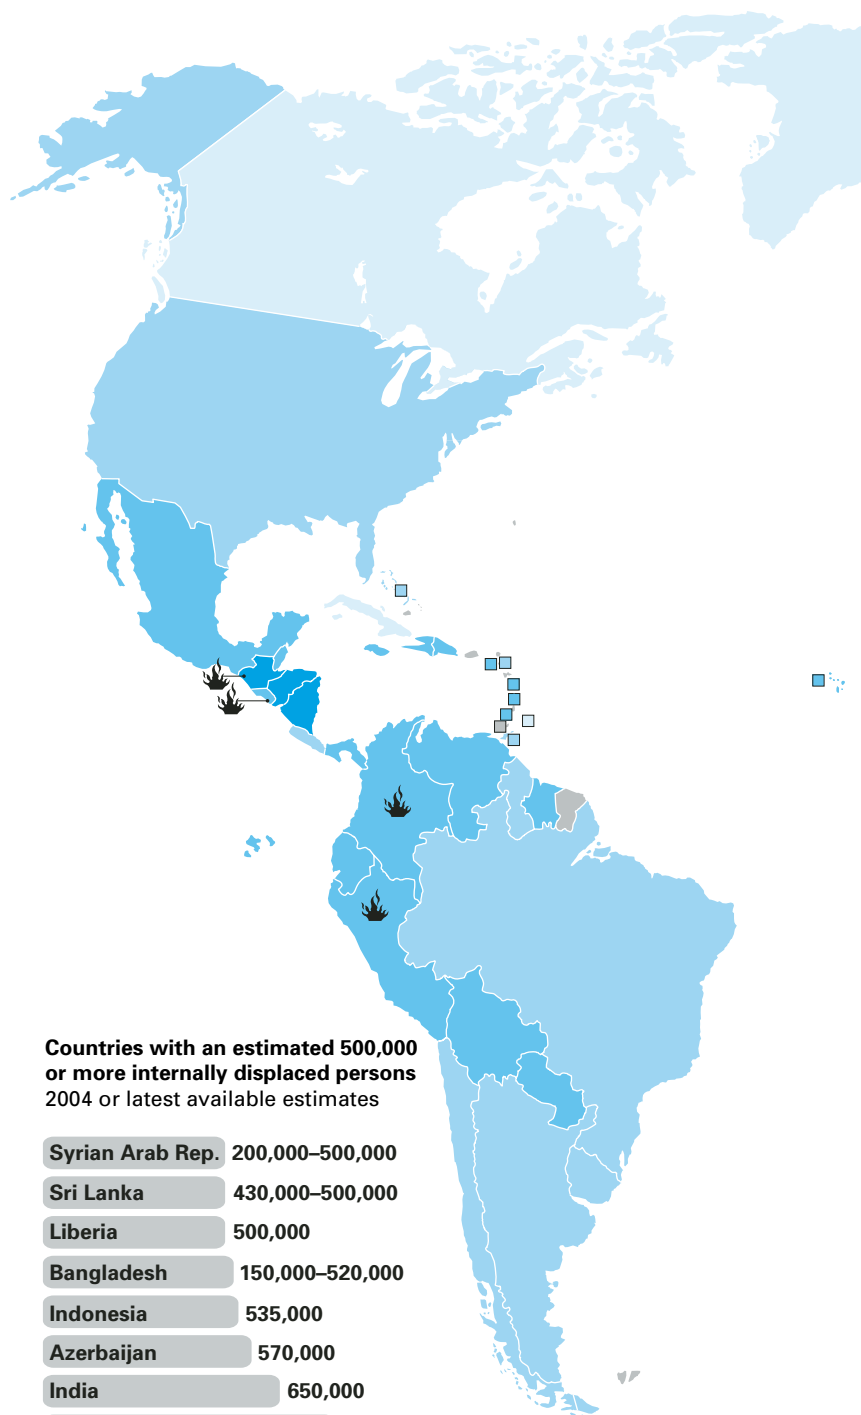 Countries with an estimated 500,000
or more internally displaced persons
2004 or latest available estimates
Syrian Arab Rep. 200,000–500,000
Sri Lanka 430,000–500,000
Liberia 500,000
Bangladesh 150,000–520,000
Indonesia 535,000
Azerbaijan 570,000
India 650,000